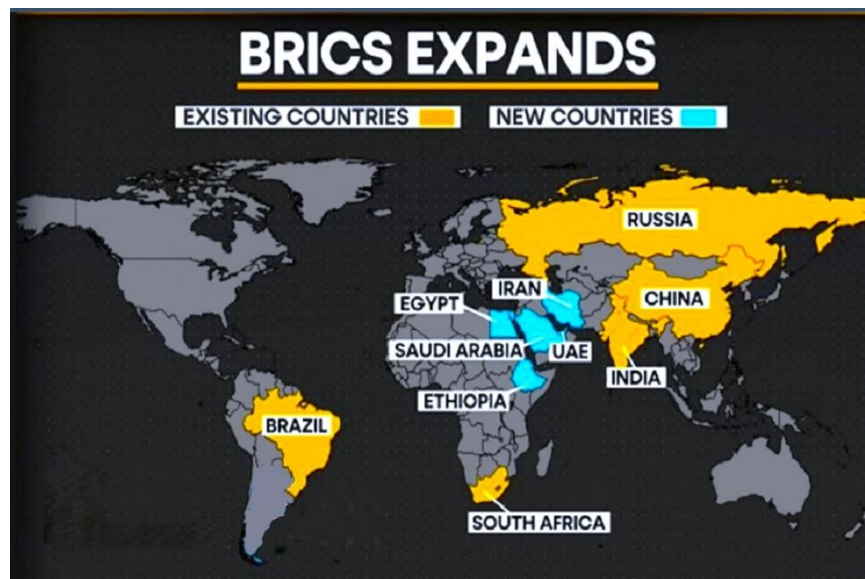 BRICS EXPANDS
EXISTING COUNTRIES
NEW COUNTRIES
RUSSIA
IRAN
CHINA
EGYPT
SAUDI ARABIA
UAE
INDIA
ETHIOPIA
BRAZIL
SOUTH AFRICA